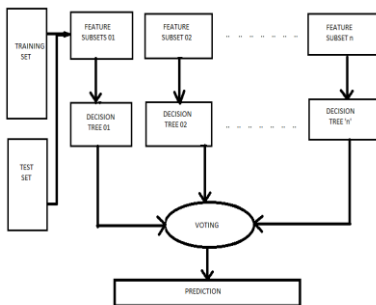 TRAINING
SET
FEATURE
SUBSETS 01
FEATURE
SUBSET 02
FEATURE
SUBSET n
DECISION
TREE 01
DECISION
TREE 02
DECISION
TREE 'n'
TEST
SET
VOTING
PREDICTION